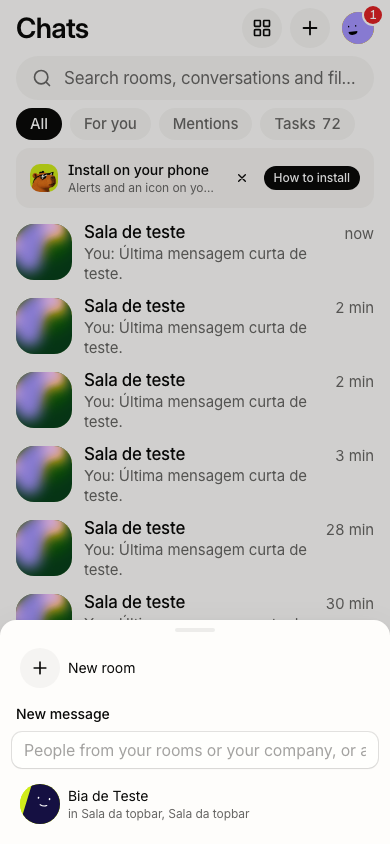 Chats
1
Search rooms, conversations and fil...
All
For you
Mentions
Tasks 72
Install on your phone
Alerts and an icon on yo...
How to install
Sala de teste
now
You: Última mensagem curta de
teste.
Sala de teste
2 min
You: Última mensagem curta de
teste.
Sala de teste
2 min
You: Última mensagem curta de
teste.
Sala de teste
3 min
You: Última mensagem curta de
teste.
Sala de teste
28 min
You: Última mensagem curta de
teste.
Sala de teste
30 min
New room
New message
People from your rooms or your company, or a
Bia de Teste
in Sala da topbar, Sala da topbar